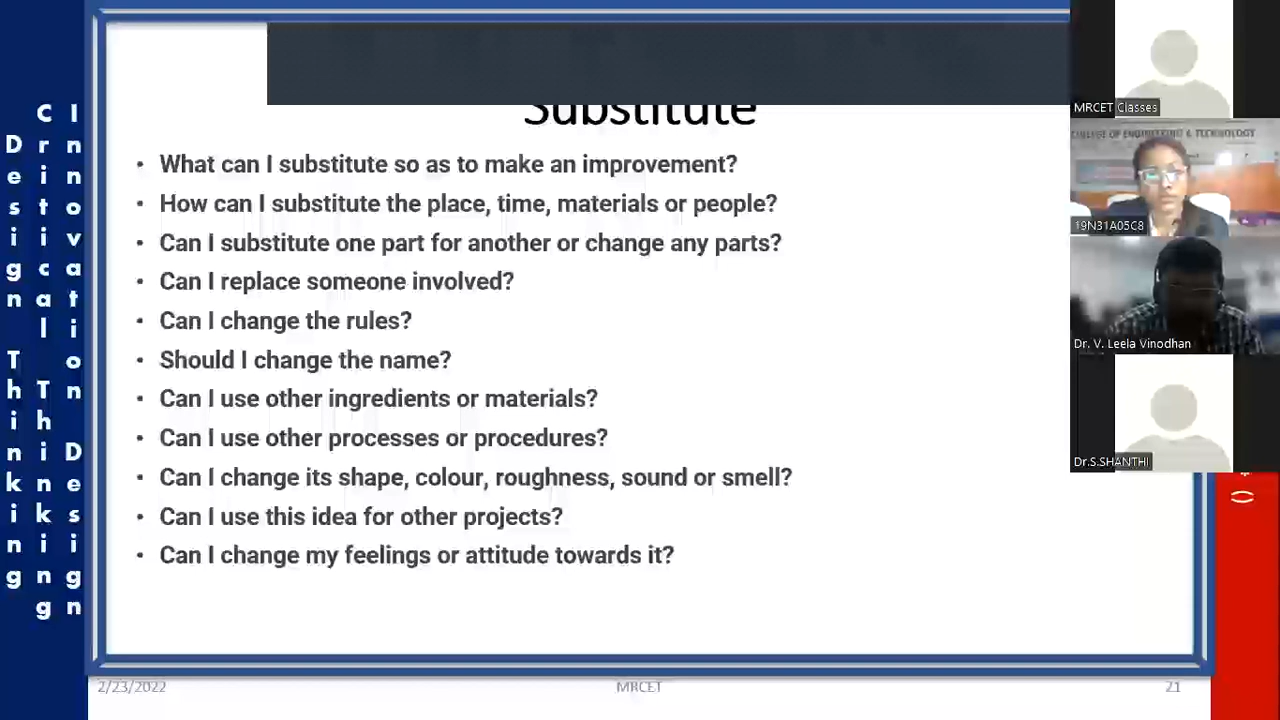 Design Thinking
Critical Thinking
Innovation Design
Substitute
• What can I substitute so as to make an improvement?
• How can I substitute the place, time, materials or people?
• Can I substitute one part for another or change any parts?
• Can I replace someone involved?
• Can I change the rules?
• Should I change the name?
• Can I use other ingredients or materials?
• Can I use other processes or procedures?
• Can I change its shape, colour, roughness, sound or smell?
• Can I use this idea for other projects?
• Can I change my feelings or attitude towards it?
2/23/2022
MRCET
21
MRCET Classes
COLLEGE OF ENGINEERING & TECHNOLOGY
19N31A05C8
Dr. V. Leela Vinodhan
Dr.S.SHANTHI